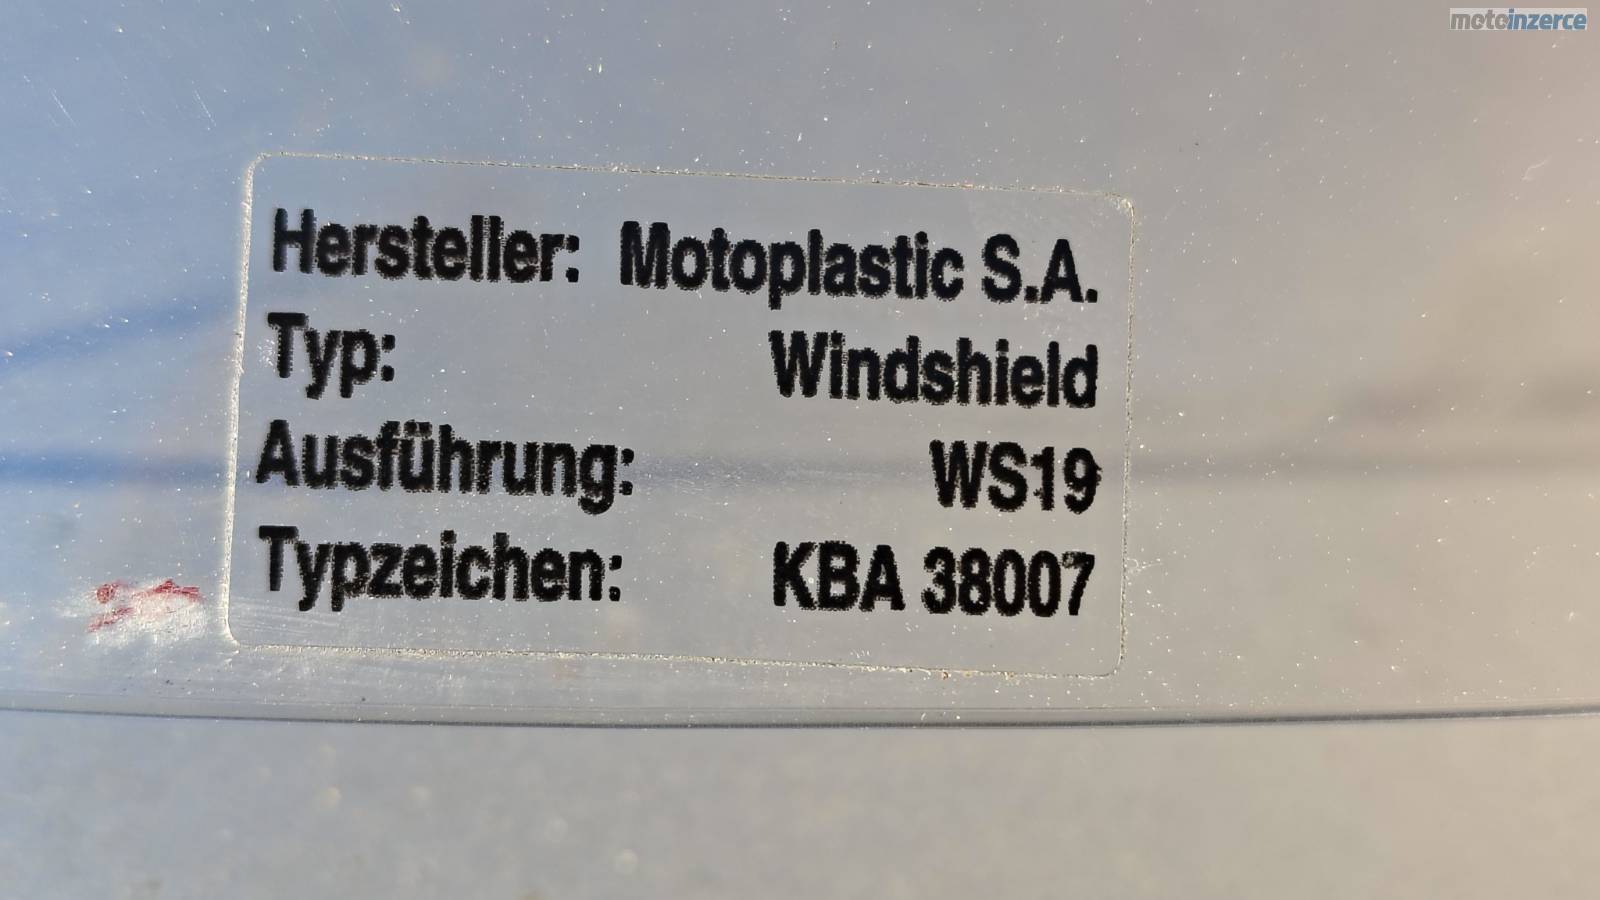 motoinzerce
Hersteller: Motoplastic S.A.
Typ: Windshield
Ausführung: WS19
Typzeichen: KBA 38007